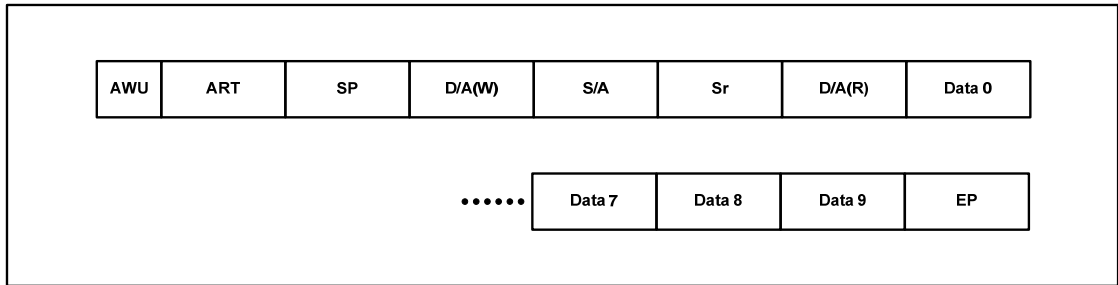 AWU ART SP D/A(W) S/A Sr D/A(R) Data 0
•••••• Data 7 Data 8 Data 9 EP